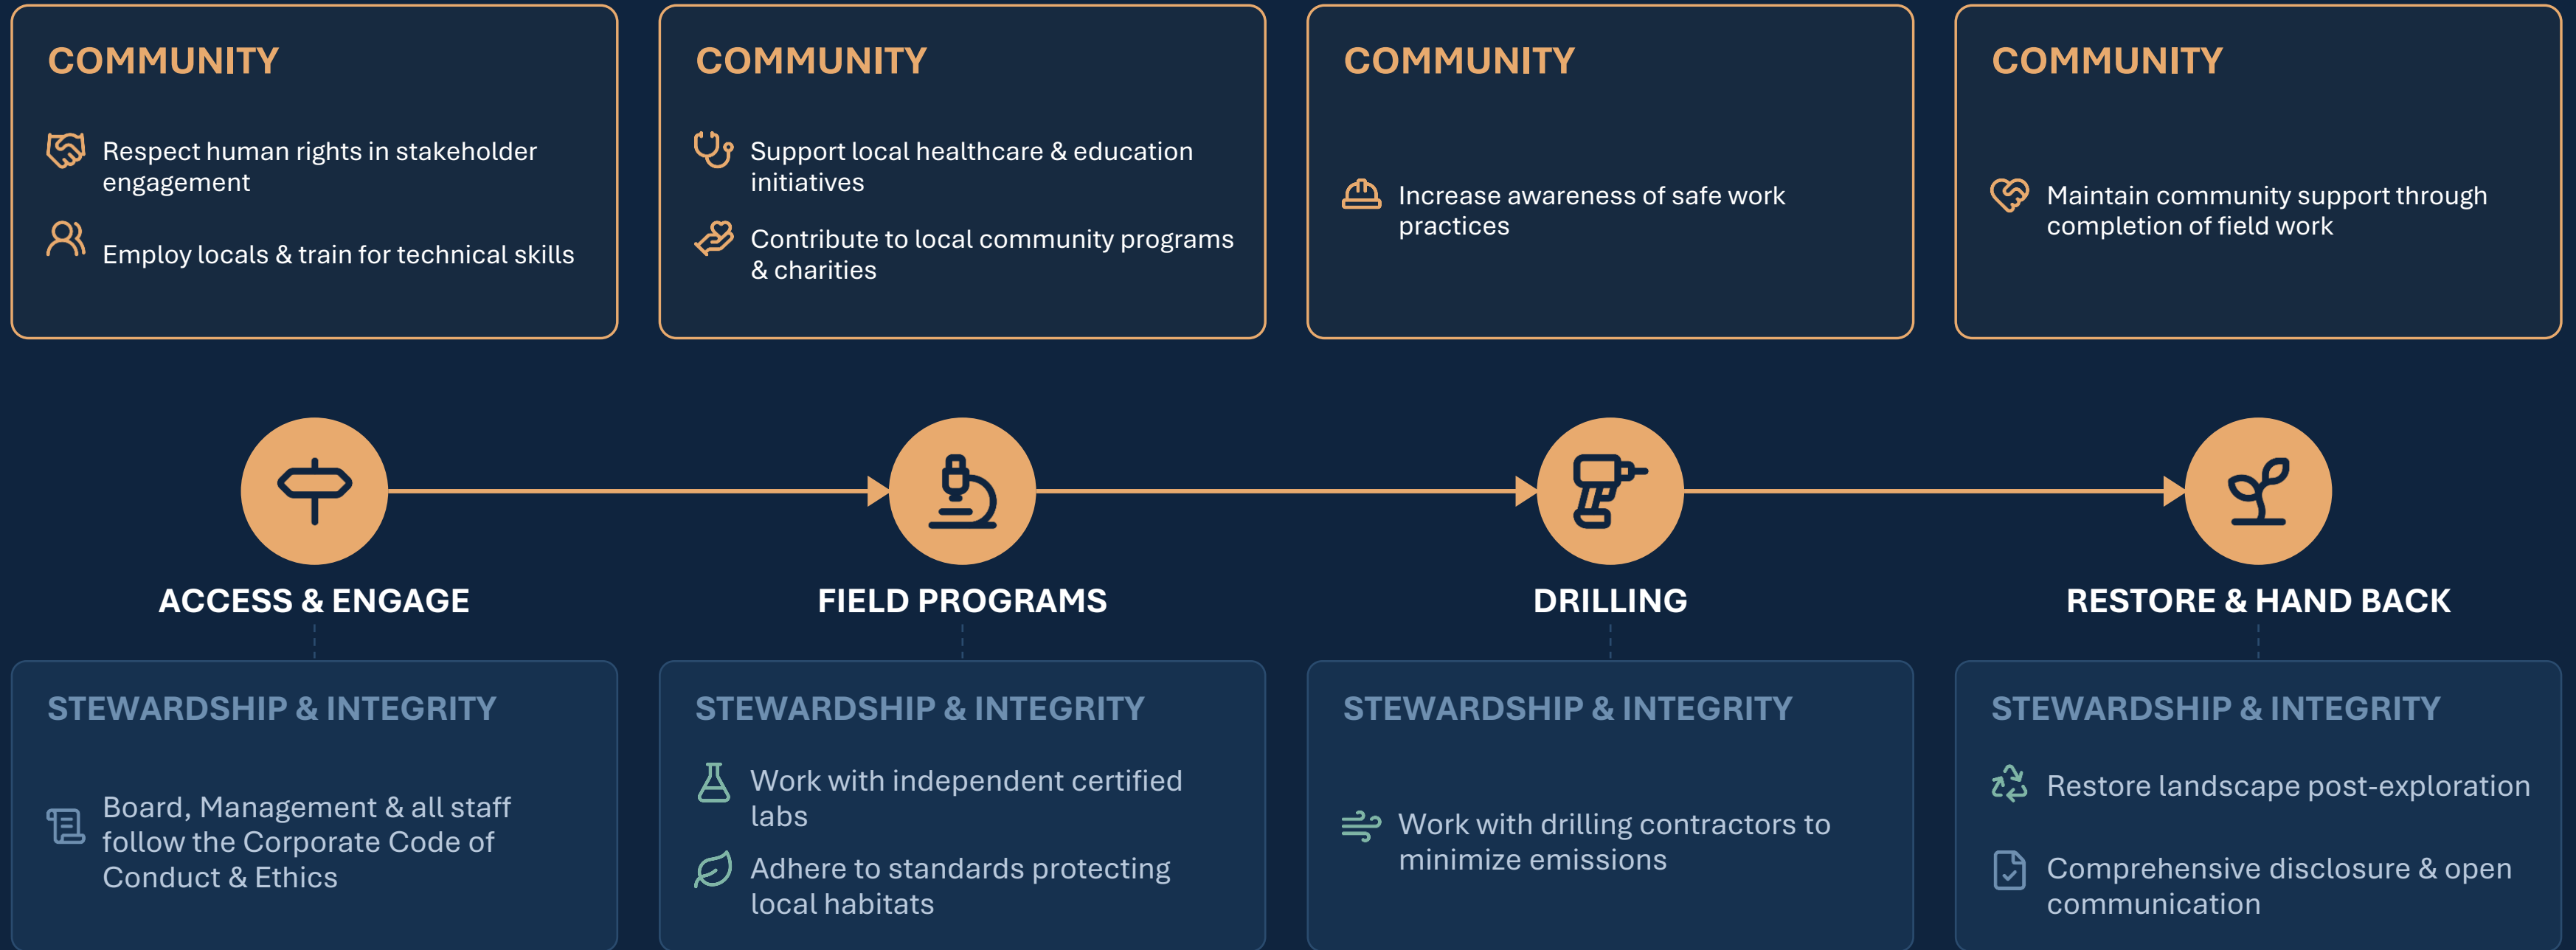 COMMUNITY
Respect human rights in stakeholder
engagement
Employ locals & train for technical skills
COMMUNITY
Support local healthcare & education
initiatives
Contribute to local community programs
& charities
COMMUNITY
Increase awareness of safe work
practices
COMMUNITY
Maintain community support through
completion of field work
ACCESS & ENGAGE
FIELD PROGRAMS
DRILLING
RESTORE & HAND BACK
STEWARDSHIP & INTEGRITY
Board, Management & all staff
follow the Corporate Code of
Conduct & Ethics
STEWARDSHIP & INTEGRITY
Work with independent certified
labs
Adhere to standards protecting
local habitats
STEWARDSHIP & INTEGRITY
Work with drilling contractors to
minimize emissions
STEWARDSHIP & INTEGRITY
Restore landscape post-exploration
Comprehensive disclosure & open
communication